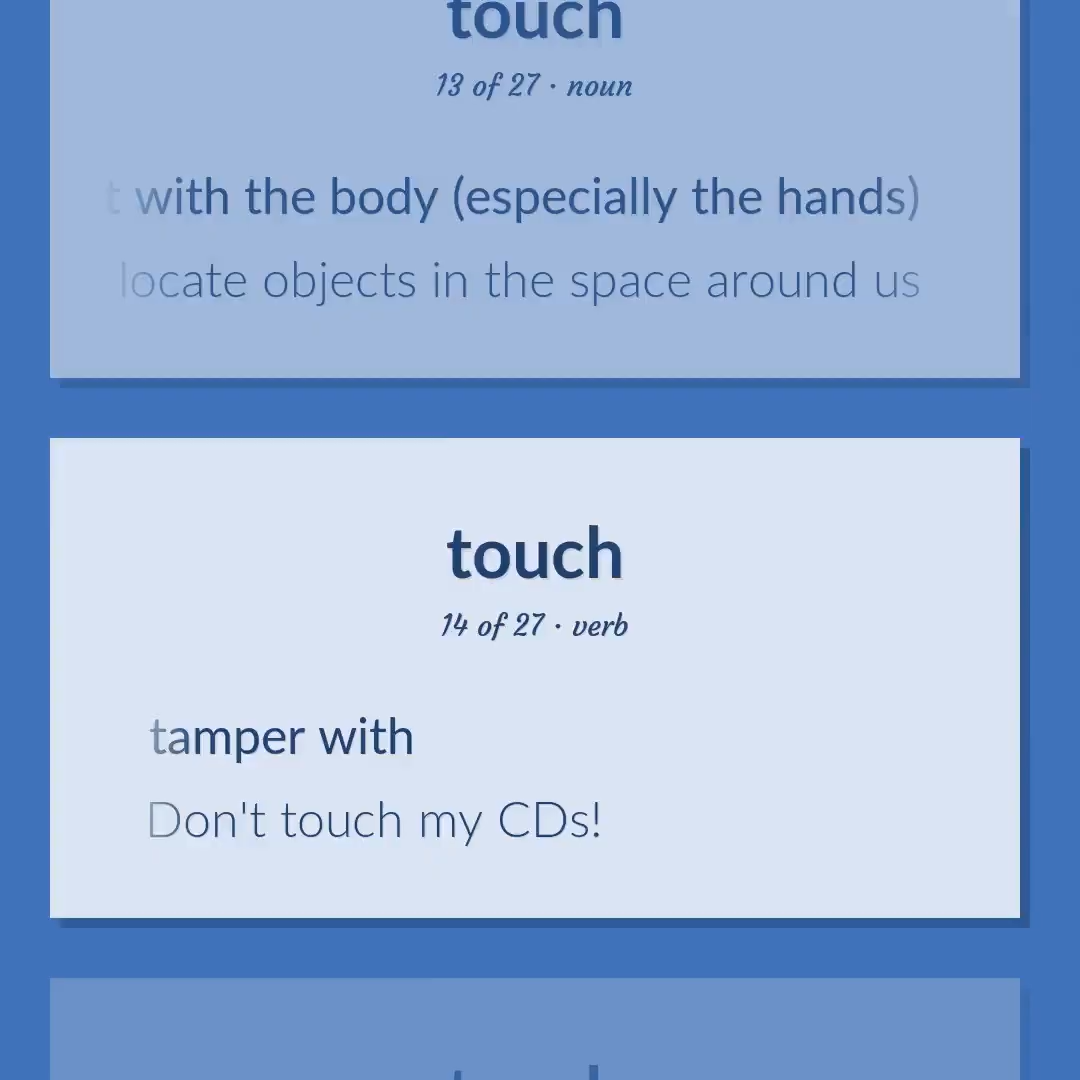 touch
13 of 27 · noun
t with the body (especially the hands)
locate objects in the space around us
touch
14 of 27 · verb
tamper with
Don't touch my CDs!